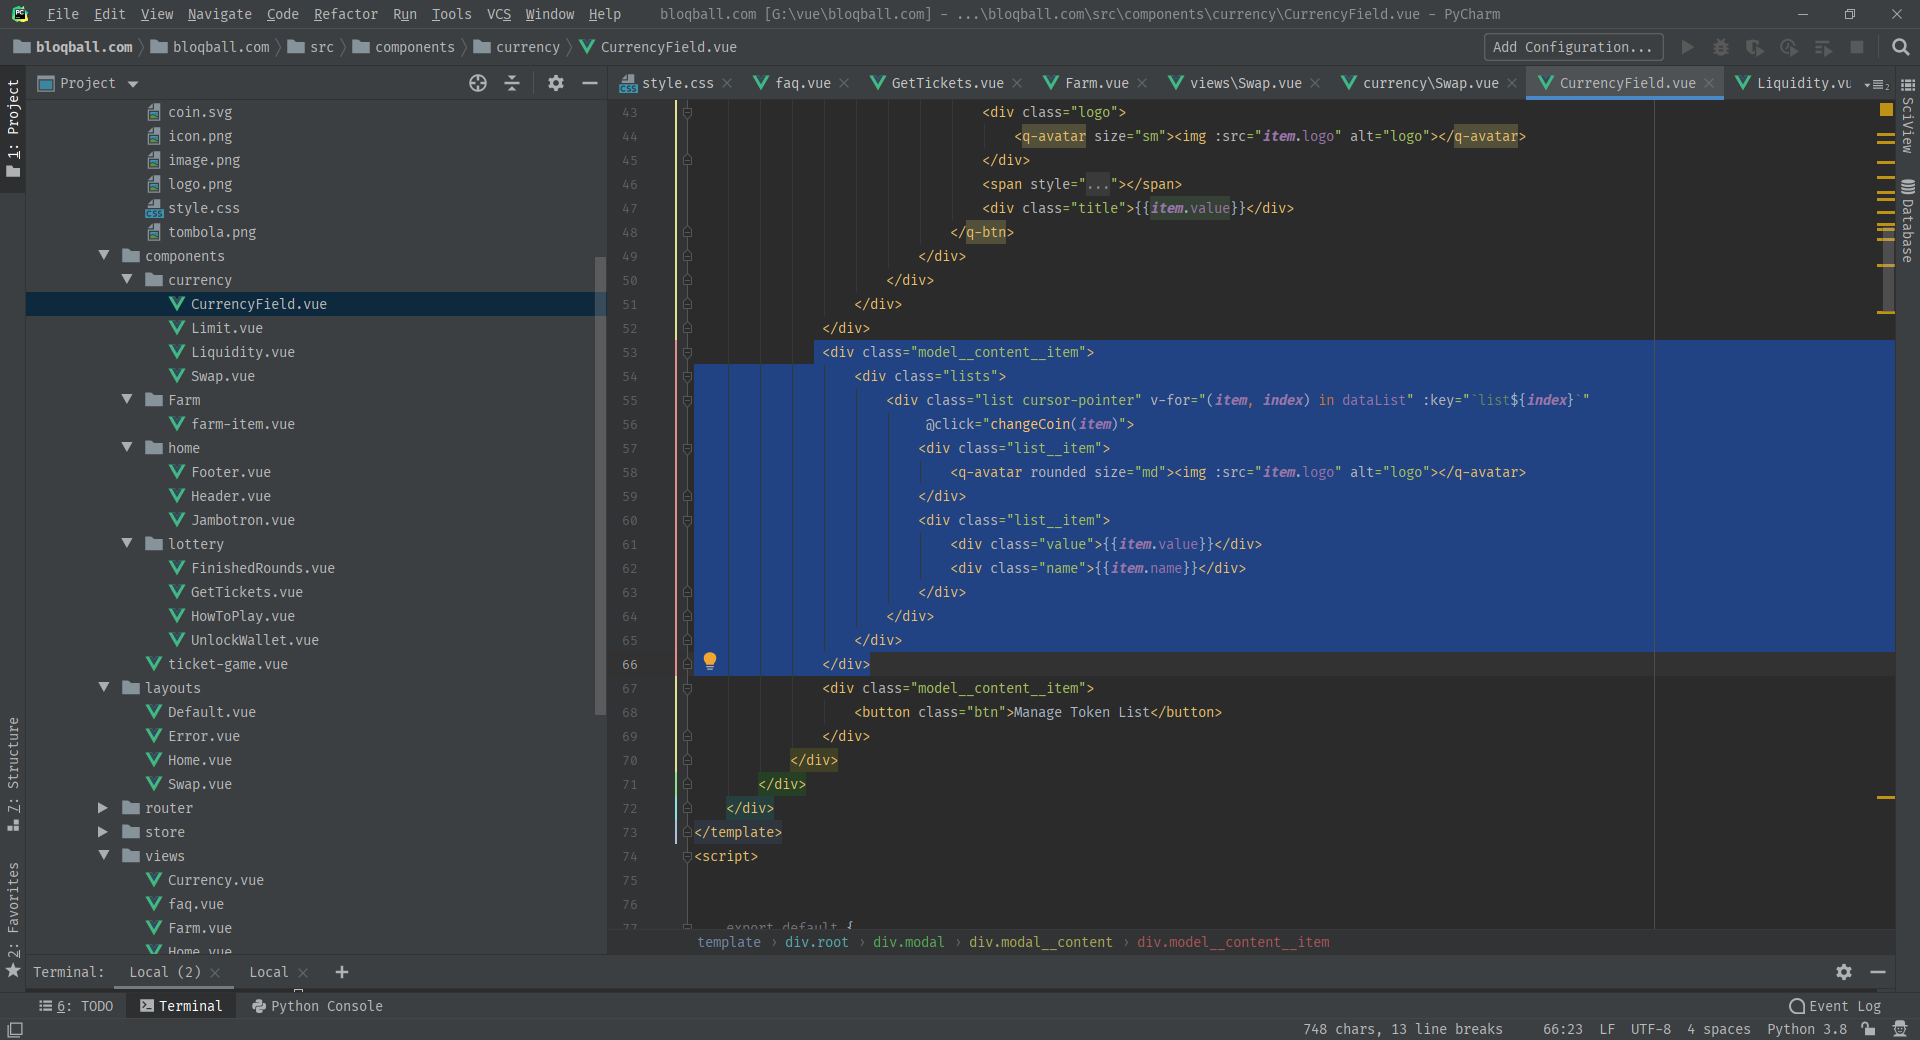 File Edit View Navigate Code Refactor Run Tools VCS Window Help bloqball.com [G:\vue\bloqball.com] - ...\bloqball.com\src\components\currency\CurrencyField.vue - PyCharm
bloqball.com bloqball.com src components currency CurrencyField.vue Add Configuration...
Project
style.css faq.vue GetTickets.vue Farm.vue views\Swap.vue currency\Swap.vue CurrencyField.vue Liquidity.vu
1: Project
7: Structure
2: Favorites
coin.svg
icon.png
image.png
logo.png
style.css
tombola.png
components
currency
CurrencyField.vue
Limit.vue
Liquidity.vue
Swap.vue
Farm
farm-item.vue
home
Footer.vue
Header.vue
Jambotron.vue
lottery
FinishedRounds.vue
GetTickets.vue
HowToPlay.vue
UnlockWallet.vue
ticket-game.vue
layouts
Default.vue
Error.vue
Home.vue
Swap.vue
router
store
views
Currency.vue
faq.vue
Farm.vue
Home.vue
43 <div class="logo">
44 <q-avatar size="sm"><img :src="item.logo" alt="logo"></q-avatar>
45 </div>
46 <span style="..."></span>
47 <div class="title">{{item.value}}</div>
48 </q-btn>
49 </div>
50 </div>
51 </div>
52 </div>
53 <div class="model__content__item">
54 <div class="lists">
55 <div class="list cursor-pointer" v-for="(item, index) in dataList" :key="`list${index}`"
56 @click="changeCoin(item)">
57 <div class="list__item">
58 <q-avatar rounded size="md"><img :src="item.logo" alt="logo"></q-avatar>
59 </div>
60 <div class="list__item">
61 <div class="value">{{item.value}}</div>
62 <div class="name">{{item.name}}</div>
63 </div>
64 </div>
65 </div>
66 </div>
67 <div class="model__content__item">
68 <button class="btn">Manage Token List</button>
69 </div>
70 </div>
71 </div>
72 </div>
73 </template>
74 <script>
75
76
77 export default {
template › div.root › div.modal › div.modal__content › div.model__content__item
SciView
Database
Terminal: Local (2) Local
6: TODO Terminal Python Console Event Log
748 chars, 13 line breaks 66:23 LF UTF-8 4 spaces Python 3.8